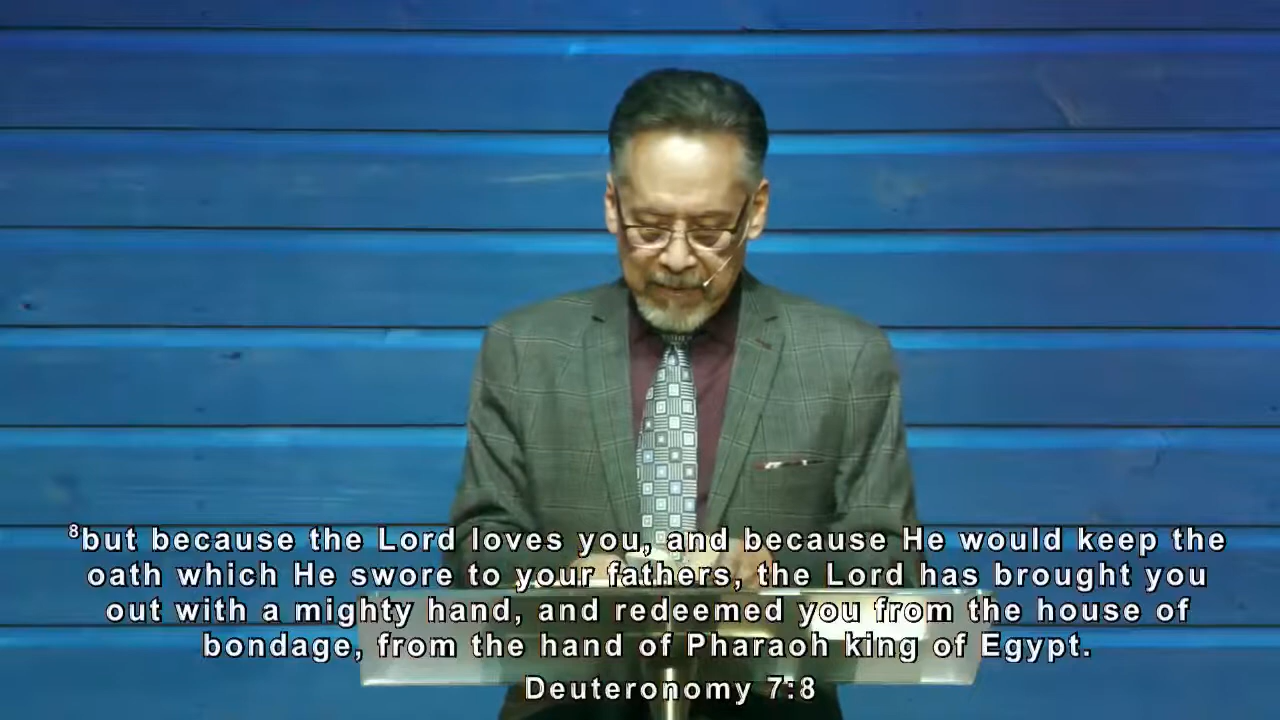 ⁸but because the Lord loves you, and because He would keep the
oath which He swore to your fathers, the Lord has brought you
out with a mighty hand, and redeemed you from the house of
bondage, from the hand of Pharaoh king of Egypt.
Deuteronomy 7:8